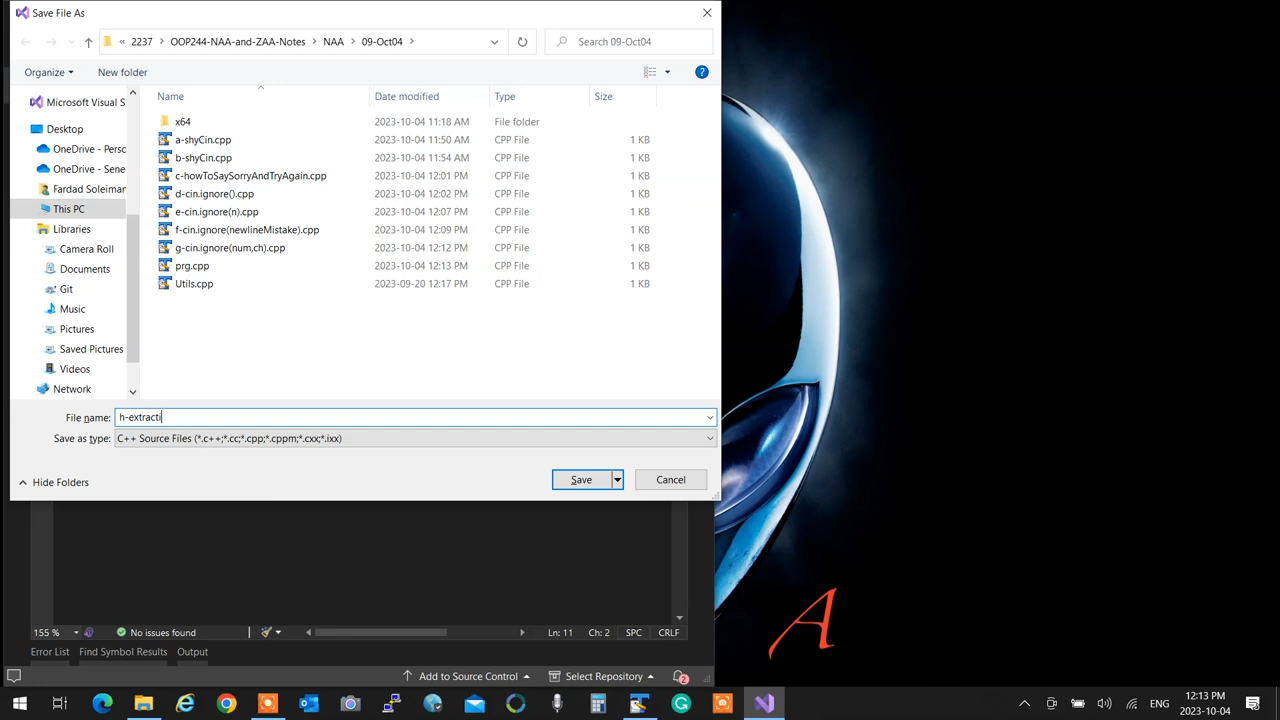 Save File As
« 2237 > OOP244-NAA-and-ZAA-Notes > NAA > 09-Oct04 >
Search 09-Oct04
Organize
New folder
Name Date modified Type Size
Microsoft Visual S
Desktop
OneDrive - Perso
OneDrive - Sene
Fardad Soleiman
This PC
Libraries
Camera Roll
Documents
Git
Music
Pictures
Saved Pictures
Videos
Network
x64 2023-10-04 11:18 AM File folder
a-shyCin.cpp 2023-10-04 11:50 AM CPP File 1 KB
b-shyCin.cpp 2023-10-04 11:54 AM CPP File 1 KB
c-howToSaySorryAndTryAgain.cpp 2023-10-04 12:01 PM CPP File 1 KB
d-cin.ignore().cpp 2023-10-04 12:02 PM CPP File 1 KB
e-cin.ignore(n).cpp 2023-10-04 12:07 PM CPP File 1 KB
f-cin.ignore(newlineMistake).cpp 2023-10-04 12:09 PM CPP File 1 KB
g-cin.ignore(num,ch).cpp 2023-10-04 12:12 PM CPP File 1 KB
prg.cpp 2023-10-04 12:13 PM CPP File 1 KB
Utils.cpp 2023-09-20 12:17 PM CPP File 1 KB
File name: h-extracti
Save as type: C++ Source Files (*.c++;*.cc;*.cpp;*.cppm;*.cxx;*.ixx)
Hide Folders
Save
Cancel
A
155 %
No issues found
Ln: 11 Ch: 2 SPC CRLF
Error List Find Symbol Results Output
Add to Source Control
Select Repository
2
ENG
12:13 PM
2023-10-04